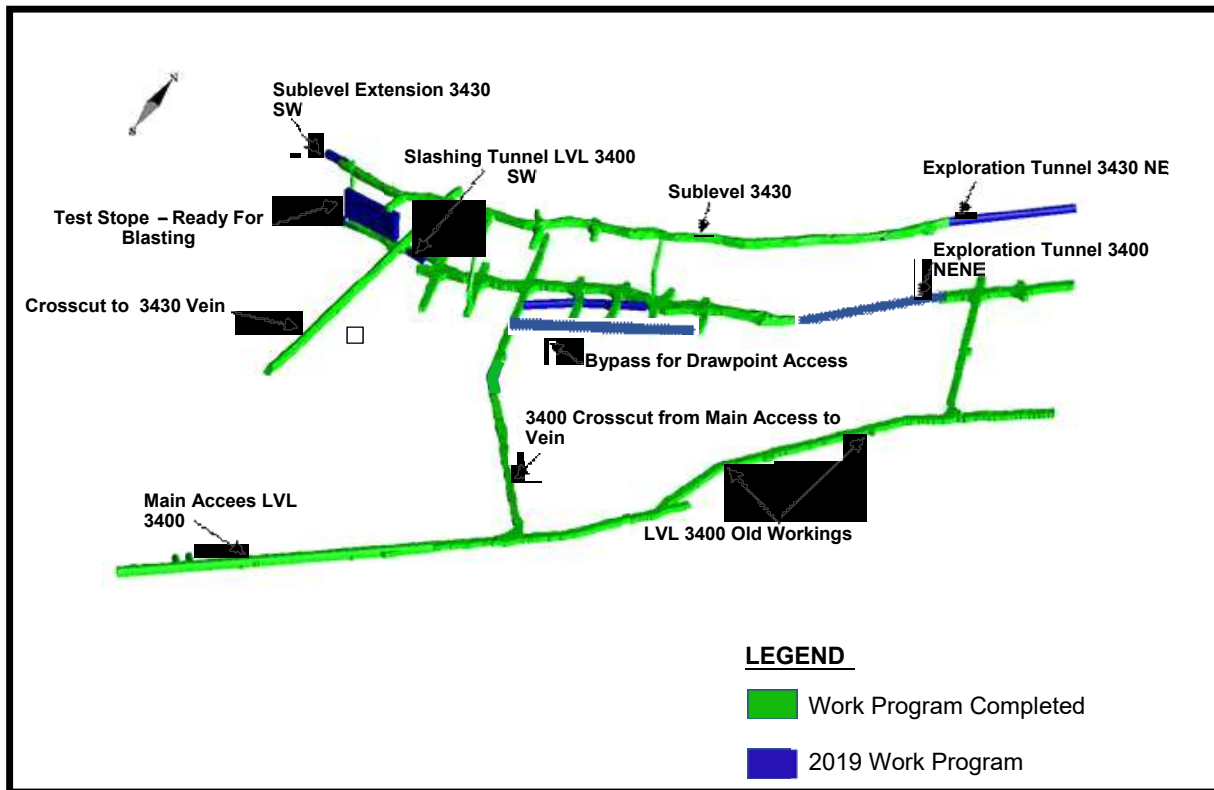 N
S
Sublevel Extension 3430
SW
Slashing Tunnel LVL 3400
SW
Exploration Tunnel 3430 NE
Sublevel 3430
Test Stope – Ready For
Blasting
Exploration Tunnel 3400
NENE
Crosscut to 3430 Vein
Bypass for Drawpoint Access
3400 Crosscut from Main Access to
Vein
Main Accees LVL
3400
LVL 3400 Old Workings
LEGEND
Work Program Completed
2019 Work Program